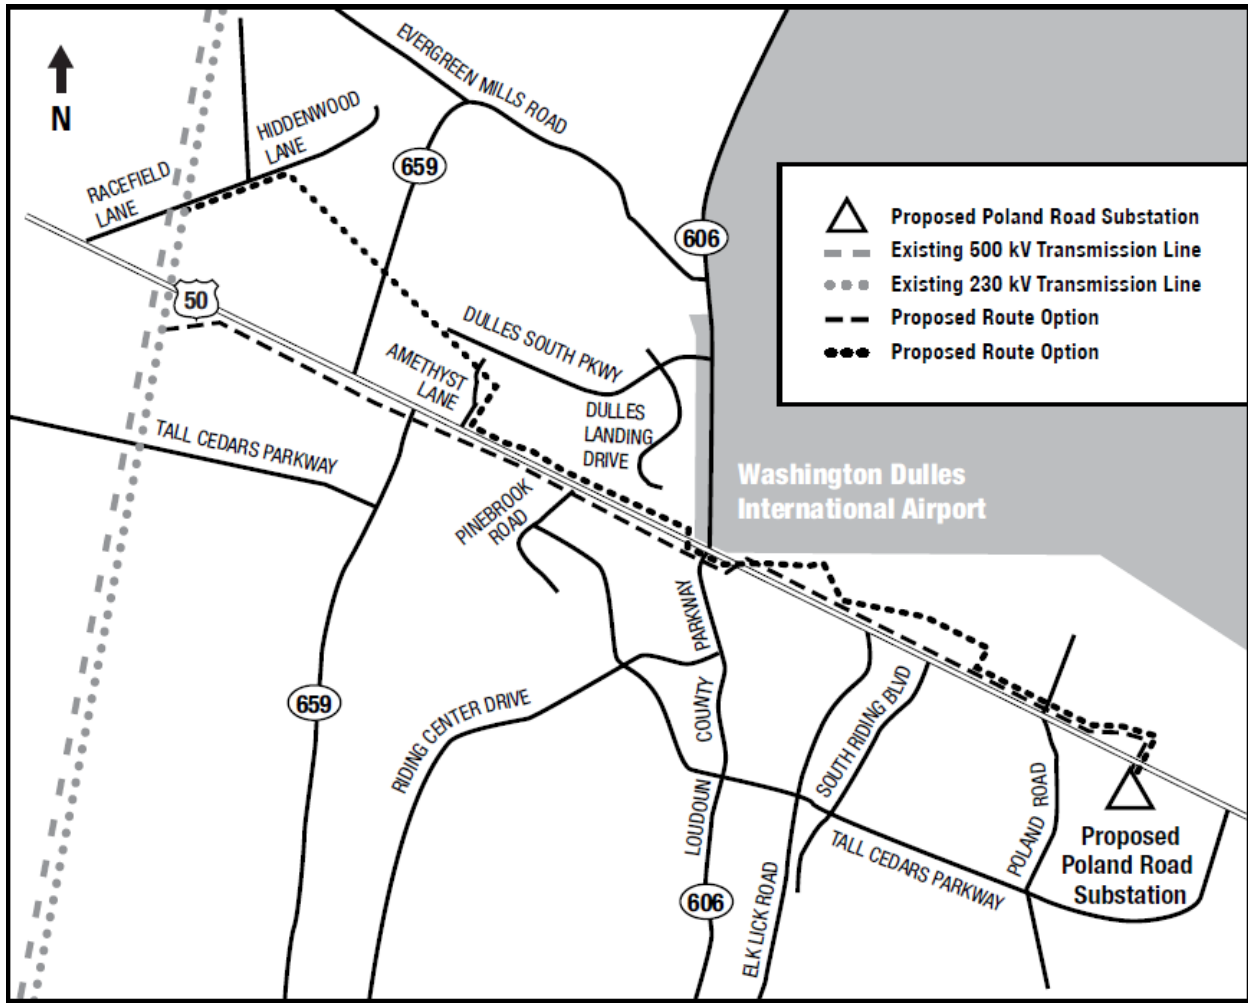 EVERGREEN MILLS ROAD
N
HIDDENWOOD
LANE
RACEFIELD
LANE
659
606
50
Proposed Poland Road Substation
Existing 500 kV Transmission Line
Existing 230 kV Transmission Line
Proposed Route Option
Proposed Route Option
DULLES SOUTH PKWY
AMETHYST
LANE
DULLES
LANDING
DRIVE
TALL CEDARS PARKWAY
Washington Dulles
International Airport
PINEBROOK
ROAD
LOUDOUN COUNTY PARKWAY
659
RIDING CENTER DRIVE
SOUTH RIDING BLVD
POLAND ROAD
TALL CEDARS PARKWAY
Proposed
Poland Road
Substation
606
ELK LICK ROAD